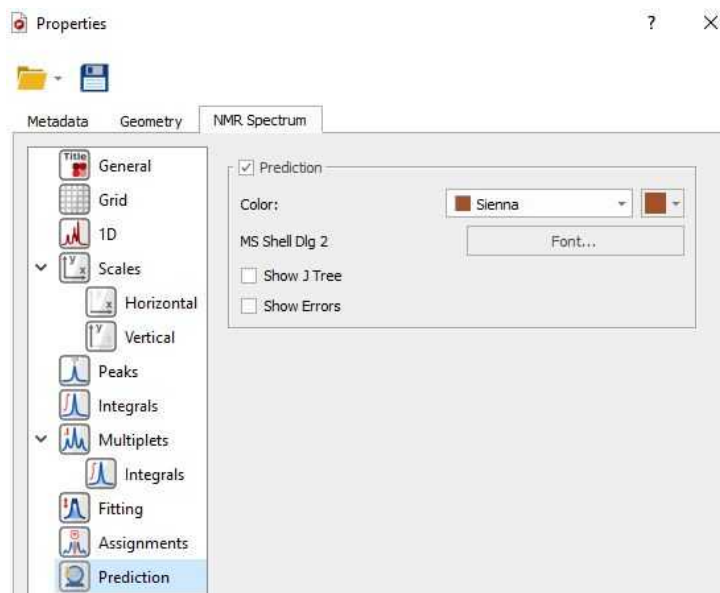 Properties
?
Metadata
Geometry
NMR Spectrum
Title
General
Grid
1D
y x
Scales
x
Horizontal
y
Vertical
Peaks
Integrals
Multiplets
Integrals
Fitting
Assignments
Prediction
Prediction
Color:
Sienna
MS Shell Dlg 2
Font...
Show J Tree
Show Errors